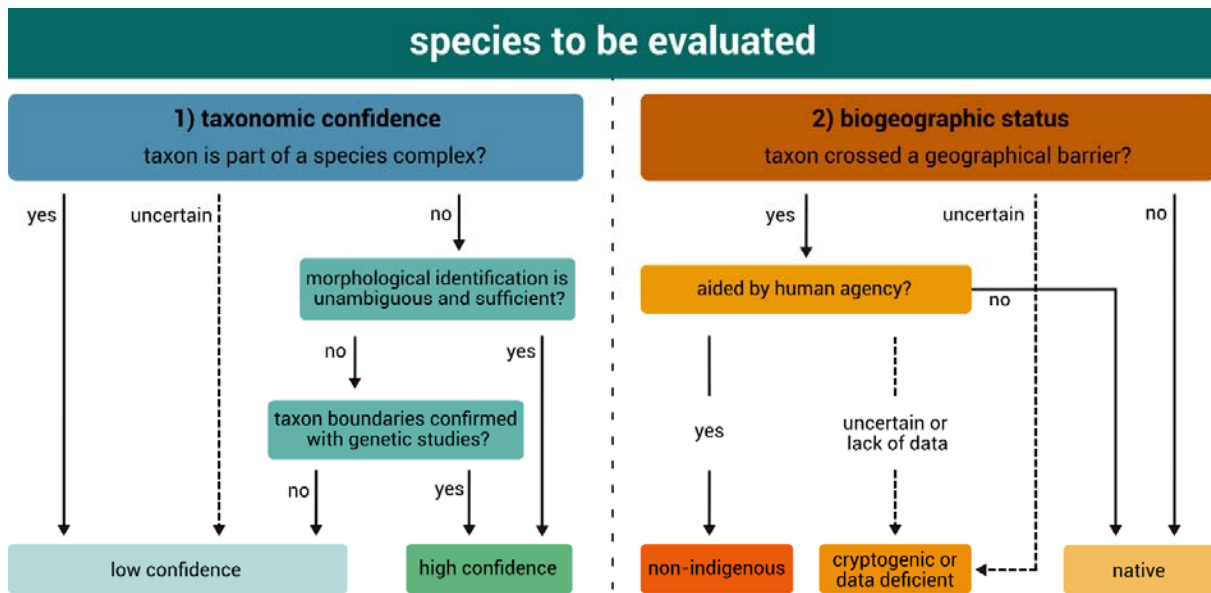 species to be evaluated
1) taxonomic confidence
taxon is part of a species complex?
yes
uncertain
no
morphological identification is
unambiguous and sufficient?
no
yes
taxon boundaries confirmed
with genetic studies?
no
yes
low confidence
high confidence
2) biogeographic status
taxon crossed a geographical barrier?
yes
uncertain
no
aided by human agency?
no
yes
uncertain or
lack of data
non-indigenous
cryptogenic or
data deficient
native